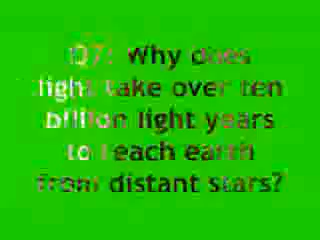 Q7: Why does
light take over ten
billion light years
to reach earth
from distant stars?